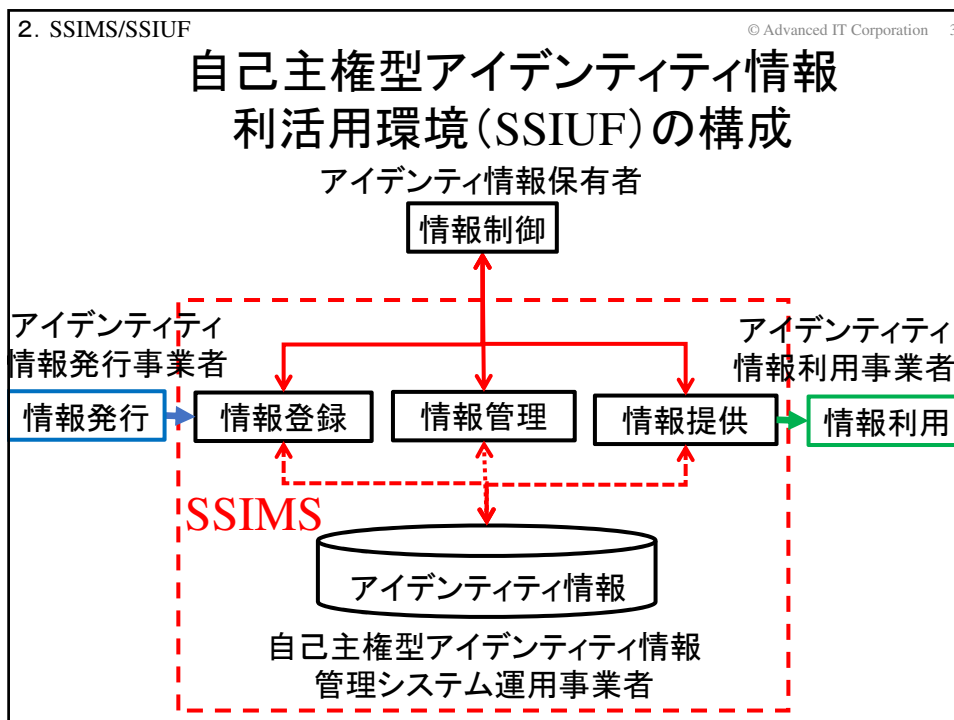 ２．SSIMS/SSIUF
© Advanced IT Corporation 3
自己主権型アイデンティティ情報
利活用環境（SSIUF）の構成
アイデンティ情報保有者
情報制御
アイデンティティ
情報発行事業者
アイデンティティ
情報利用事業者
情報発行
情報登録
情報管理
情報提供
情報利用
SSIMS
アイデンティティ情報
自己主権型アイデンティティ情報
管理システム運用事業者